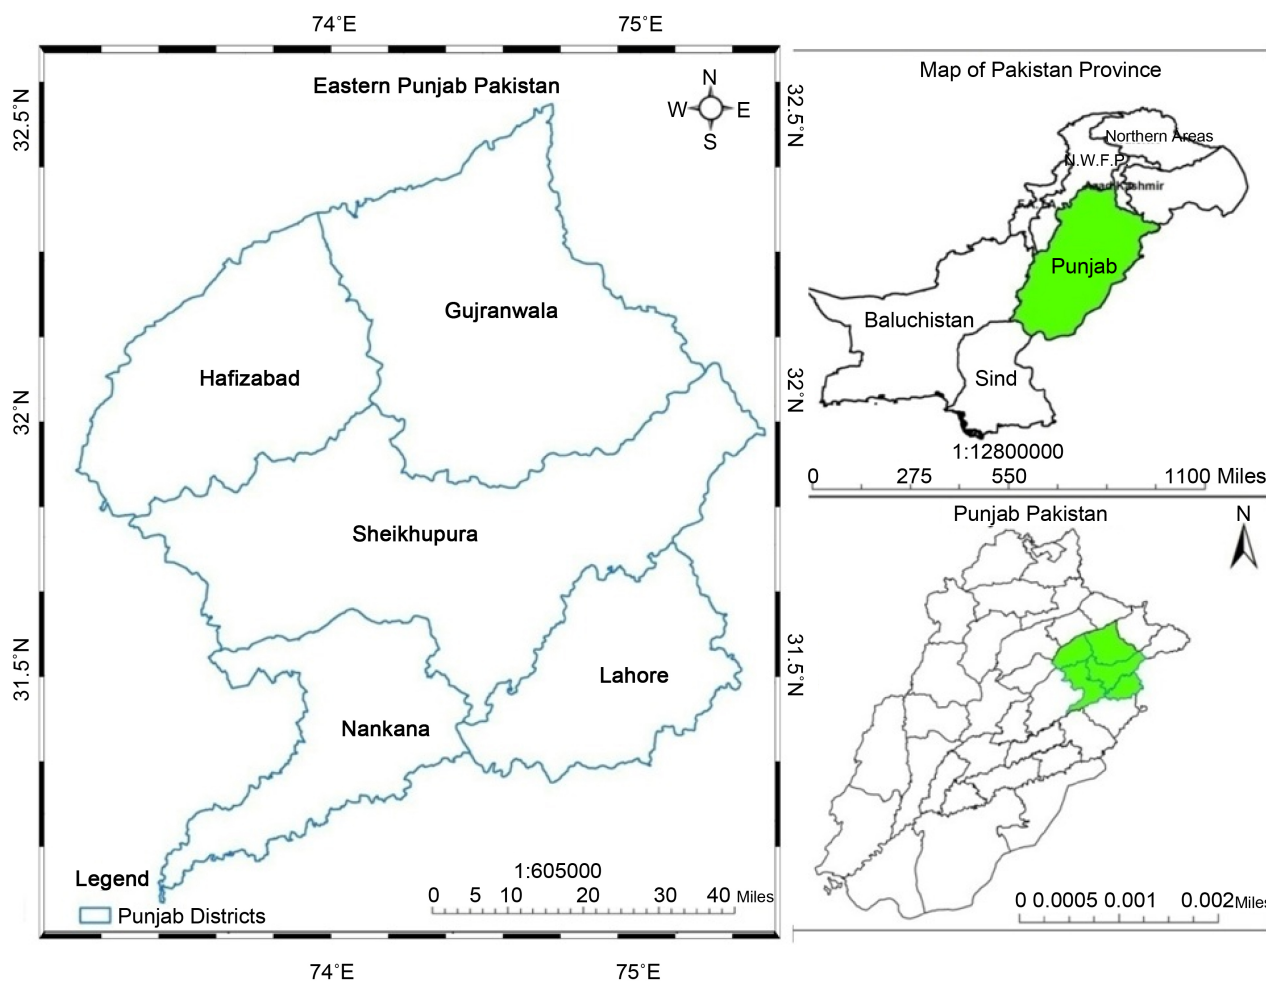 74°E 75°E
Eastern Punjab Pakistan
N
W E
S
32.5°N
32°N
31.5°N
Gujranwala
Hafizabad
Sheikhupura
Lahore
Nankana
Legend
Punjab Districts
1:605000
0 5 10 20 30 40 Miles
74°E 75°E
32.5°N
32°N
31.5°N
Map of Pakistan Province
Northern Areas
N.W.F.P
Azad Kashmir
F.A.T.A
Punjab
Baluchistan
Sind
1:12800000
0 275 550 1100 Miles
Punjab Pakistan
N
0 0.0005 0.001 0.002 Miles